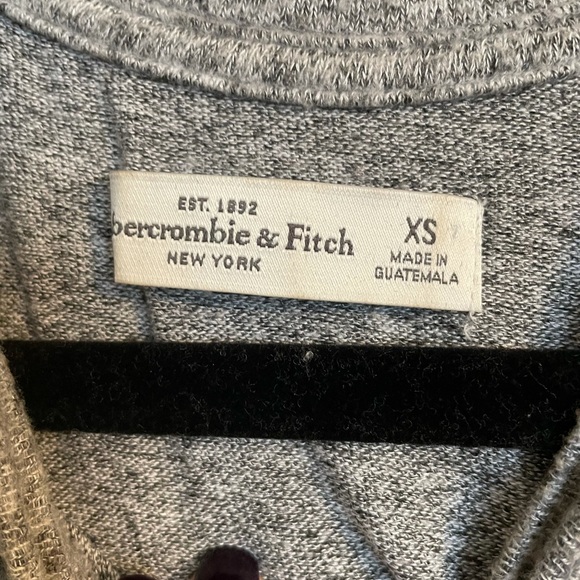 EST. 1892
bercrombie & Fitch
NEW YORK
XS
MADE IN
GUATEMALA